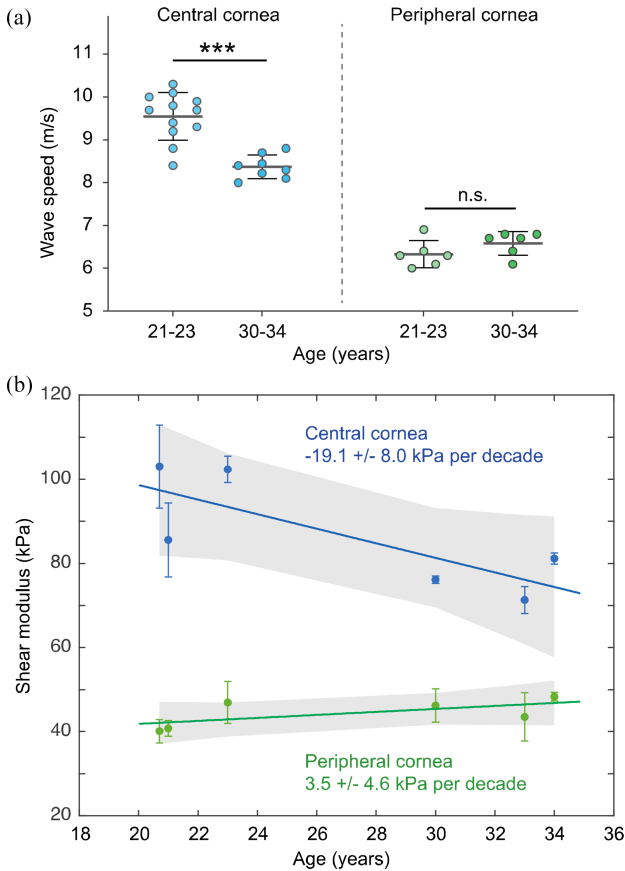 (a)
Central cornea
Peripheral cornea
***
n.s.
Wave speed (m/s)
11
10
9
8
7
6
5
21-23
30-34
21-23
30-34
Age (years)
(b)
Shear modulus (kPa)
120
100
80
60
40
20
Central cornea
-19.1 +/- 8.0 kPa per decade
Peripheral cornea
3.5 +/- 4.6 kPa per decade
18
20
22
24
26
28
30
32
34
36
Age (years)